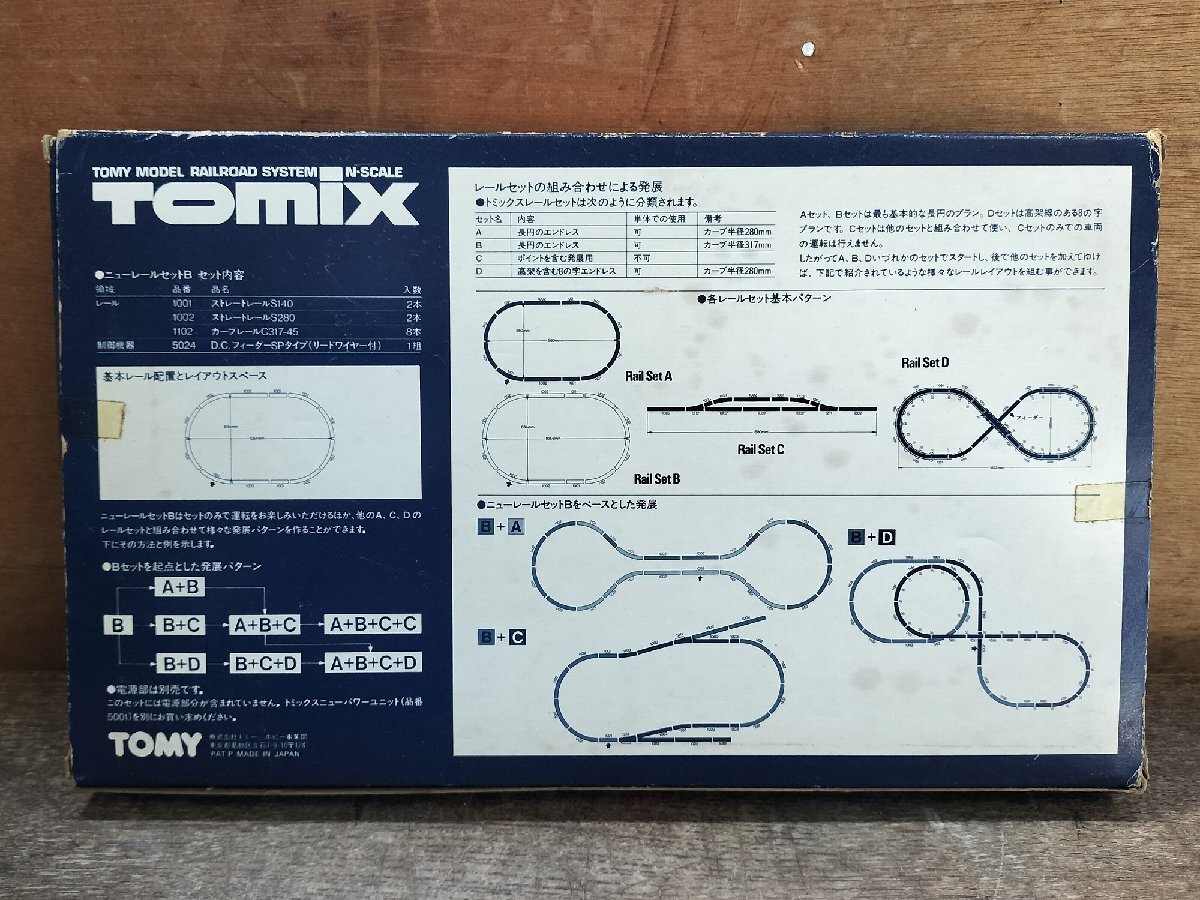 TOMY MODEL RAILROAD SYSTEM N-SCALE
TOMIX
●ニューレールセットB セット内容
領域 品番 品名 入数
レール 1001 ストレートレールS140 2本
1002 ストレートレールS280 2本
1102 カーブレールC317-45 8本
制御機器 5024 D.C.フィーダーSPタイプ(リードワイヤー付) 1組
基本レール配置とレイアウトスペース
ニューレールセットBはセットのみで運転をお楽しみいただけるほか、他のA、C、Dの
レールセットと組み合わせて様々な発展パターンを作ることができます。
下にその方法と例を示します。
●Bセットを起点とした発展パターン
A+B
B B+C A+B+C A+B+C+C
B+D B+C+D A+B+C+D
●電源部は別売です。
このセットには電源部分が含まれていません。トミックスニューパワーユニット(品番
5001)を別にお買い求めください。
TOMY
株式会社トミー ホビー事業部
PAT.P MADE IN JAPAN
レールセットの組み合わせによる発展
●トミックスレールセットは次のように分類されます。
セット名 内容 単体での使用 備考
A 長円のエンドレス 可 カーブ半径280mm
B 長円のエンドレス 可 カーブ半径317mm
C ポイントを含む発展用 不可
D 高架を含む8の字エンドレス 可 カーブ半径280mm
Aセット、Bセットは最も基本的な長円のプラン。Dセットは高架線のある8の字
プランです。Cセットは他のセットと組み合わせて使い、Cセットのみでの車両
の運転は行えません。
したがってA、B、Dいづれかのセットでスタートし、後で他のセットを加えてゆけ
ば、下記で紹介されているような様々なレールレイアウトを組む事ができます。
●各レールセット基本パターン
Rail Set A
Rail Set B
Rail Set C
Rail Set D
フィーダー
●ニューレールセットBをベースとした発展
B+A
B+D
B+C